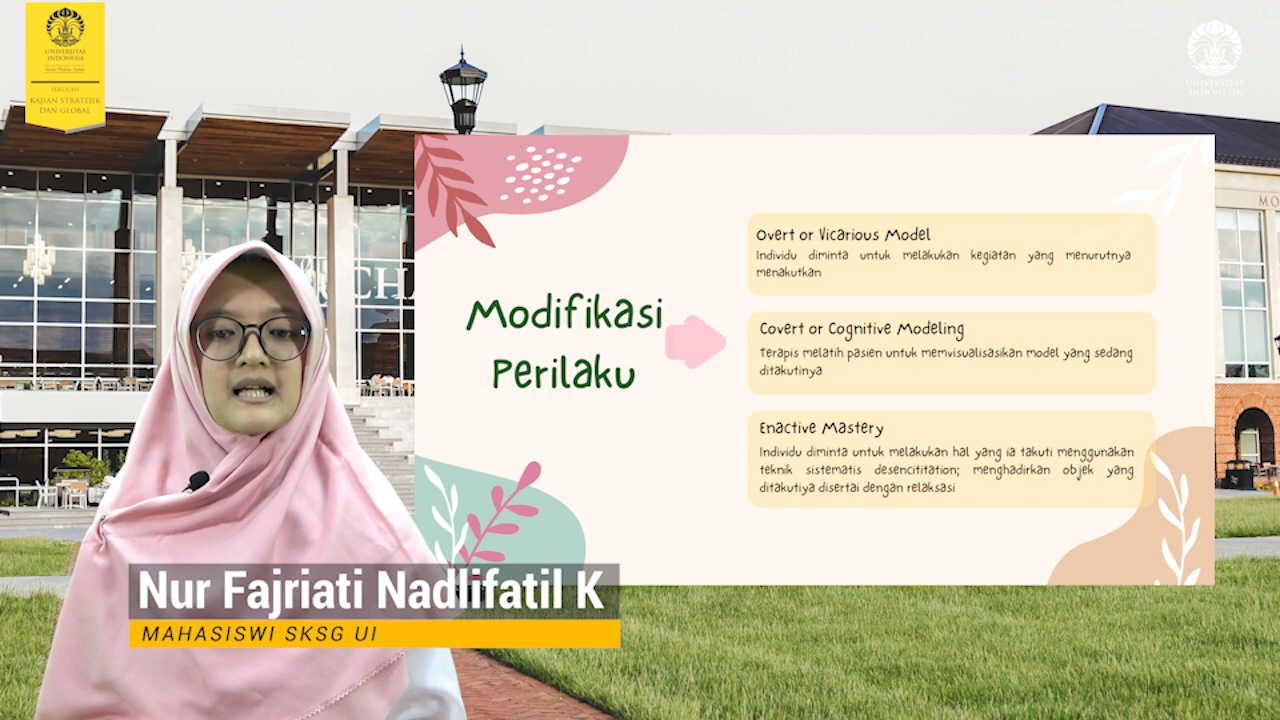 UNIVERSITAS
INDONESIA
SEKOLAH
KAJIAN STRATEJIK
DAN GLOBAL
UNIVERSITAS
INDONESIA
MO
CH
Modifikasi
Perilaku
Overt or Vicarious Model
Individu diminta untuk melakukan kegiatan yang menurutnya
menakutkan
Covert or Cognitive Modeling
Terapis melatih pasien untuk memvisualisasikan model yang sedang
ditakutinya
Enactive Mastery
Individu diminta untuk melakukan hal yang ia takuti menggunakan
teknik sistematis desencititation; menghadirkan objek yang
ditakutiya disertai dengan relaksasi
Nur Fajriati Nadlifatil K
MAHASISWI SKSG UI